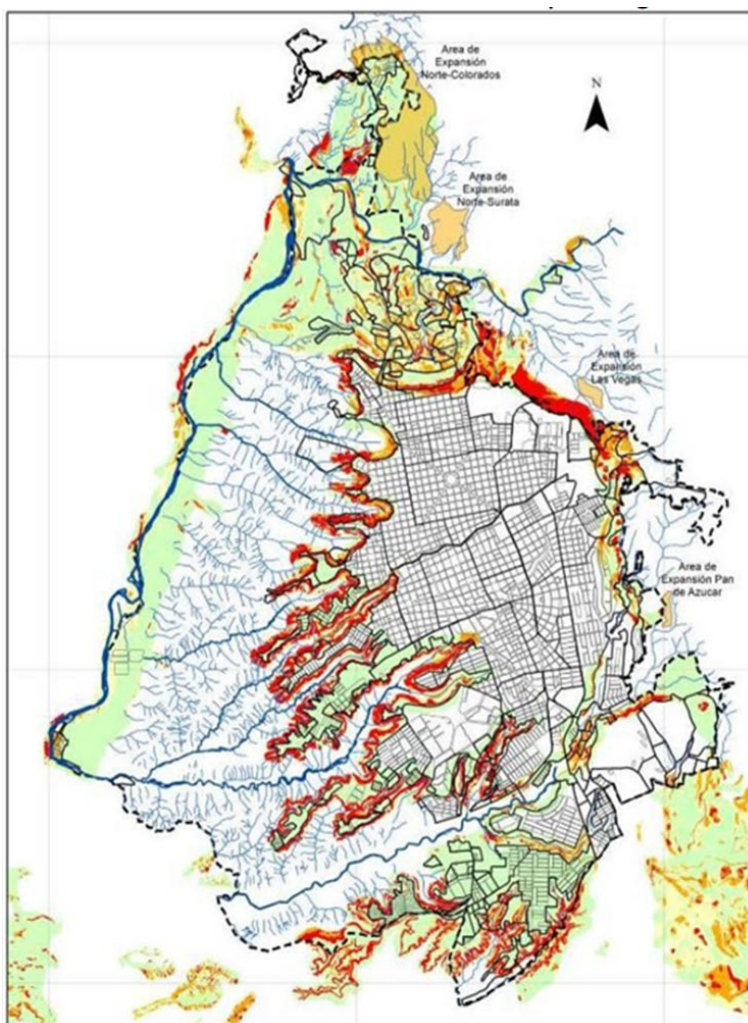 Area de
Expansión
Norte-Colorados
N
Area de
Expansión
Norte-Surata
Area de
Expansión
Las Vegas
Area de
Expansión Pan
de Azucar